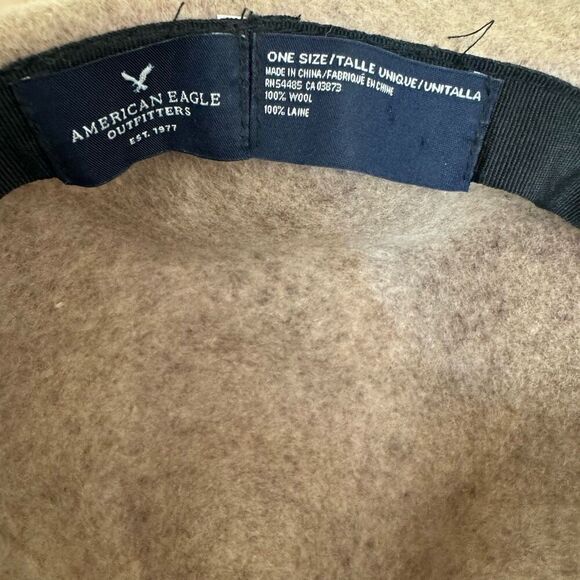 AMERICAN EAGLE
OUTFITTERS
EST. 1977
ONE SIZE/TALLE UNIQUE/UNITALLA
MADE IN CHINA/FABRIQUÉ EN CHINE
RN54485 CA 03873
100% WOOL
100% LAINE